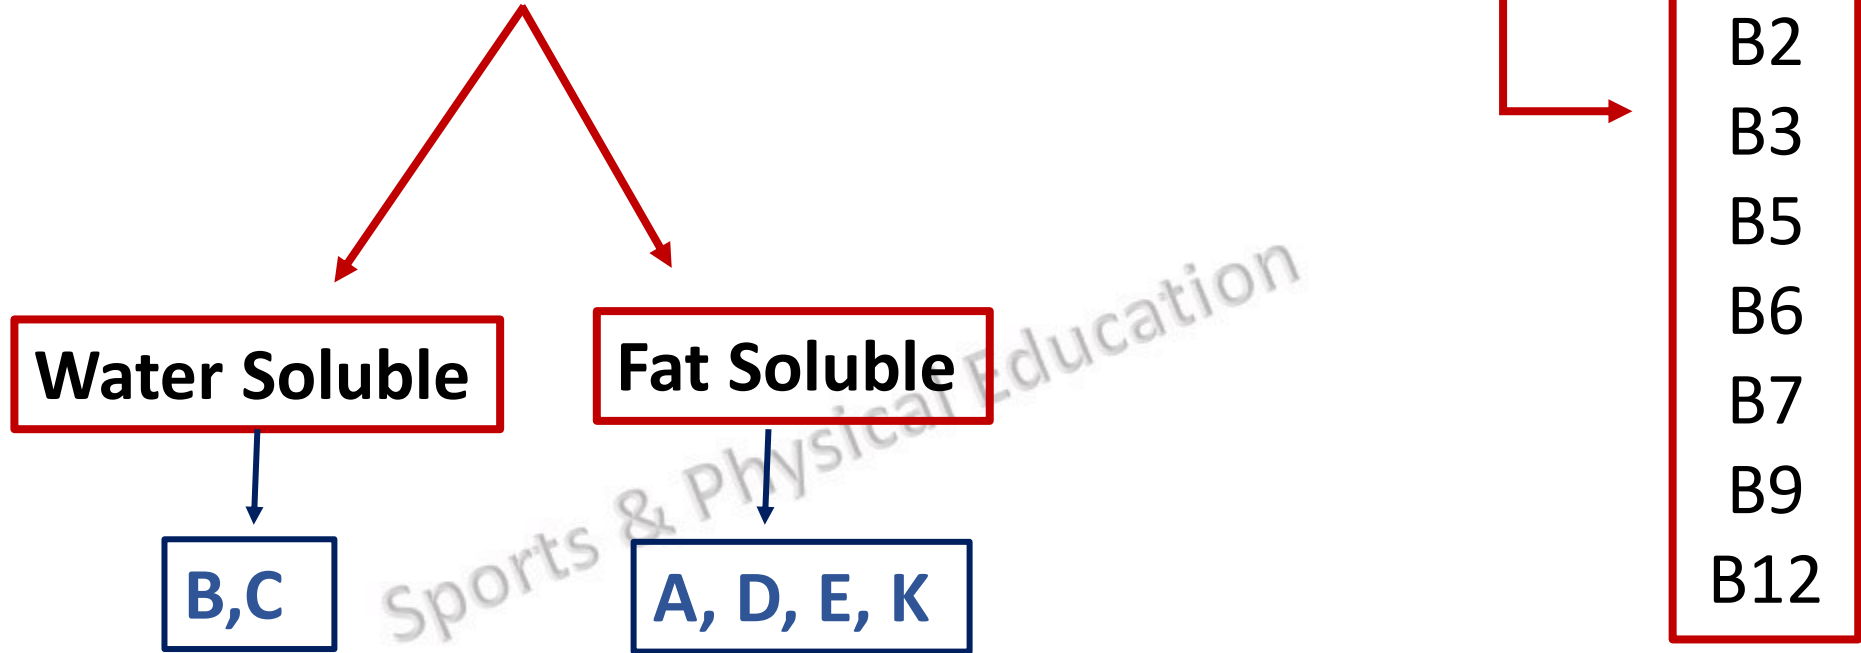 Water Soluble
Fat Soluble
B,C
A, D, E, K
Sports & Physical Education
B2
B3
B5
B6
B7
B9
B12